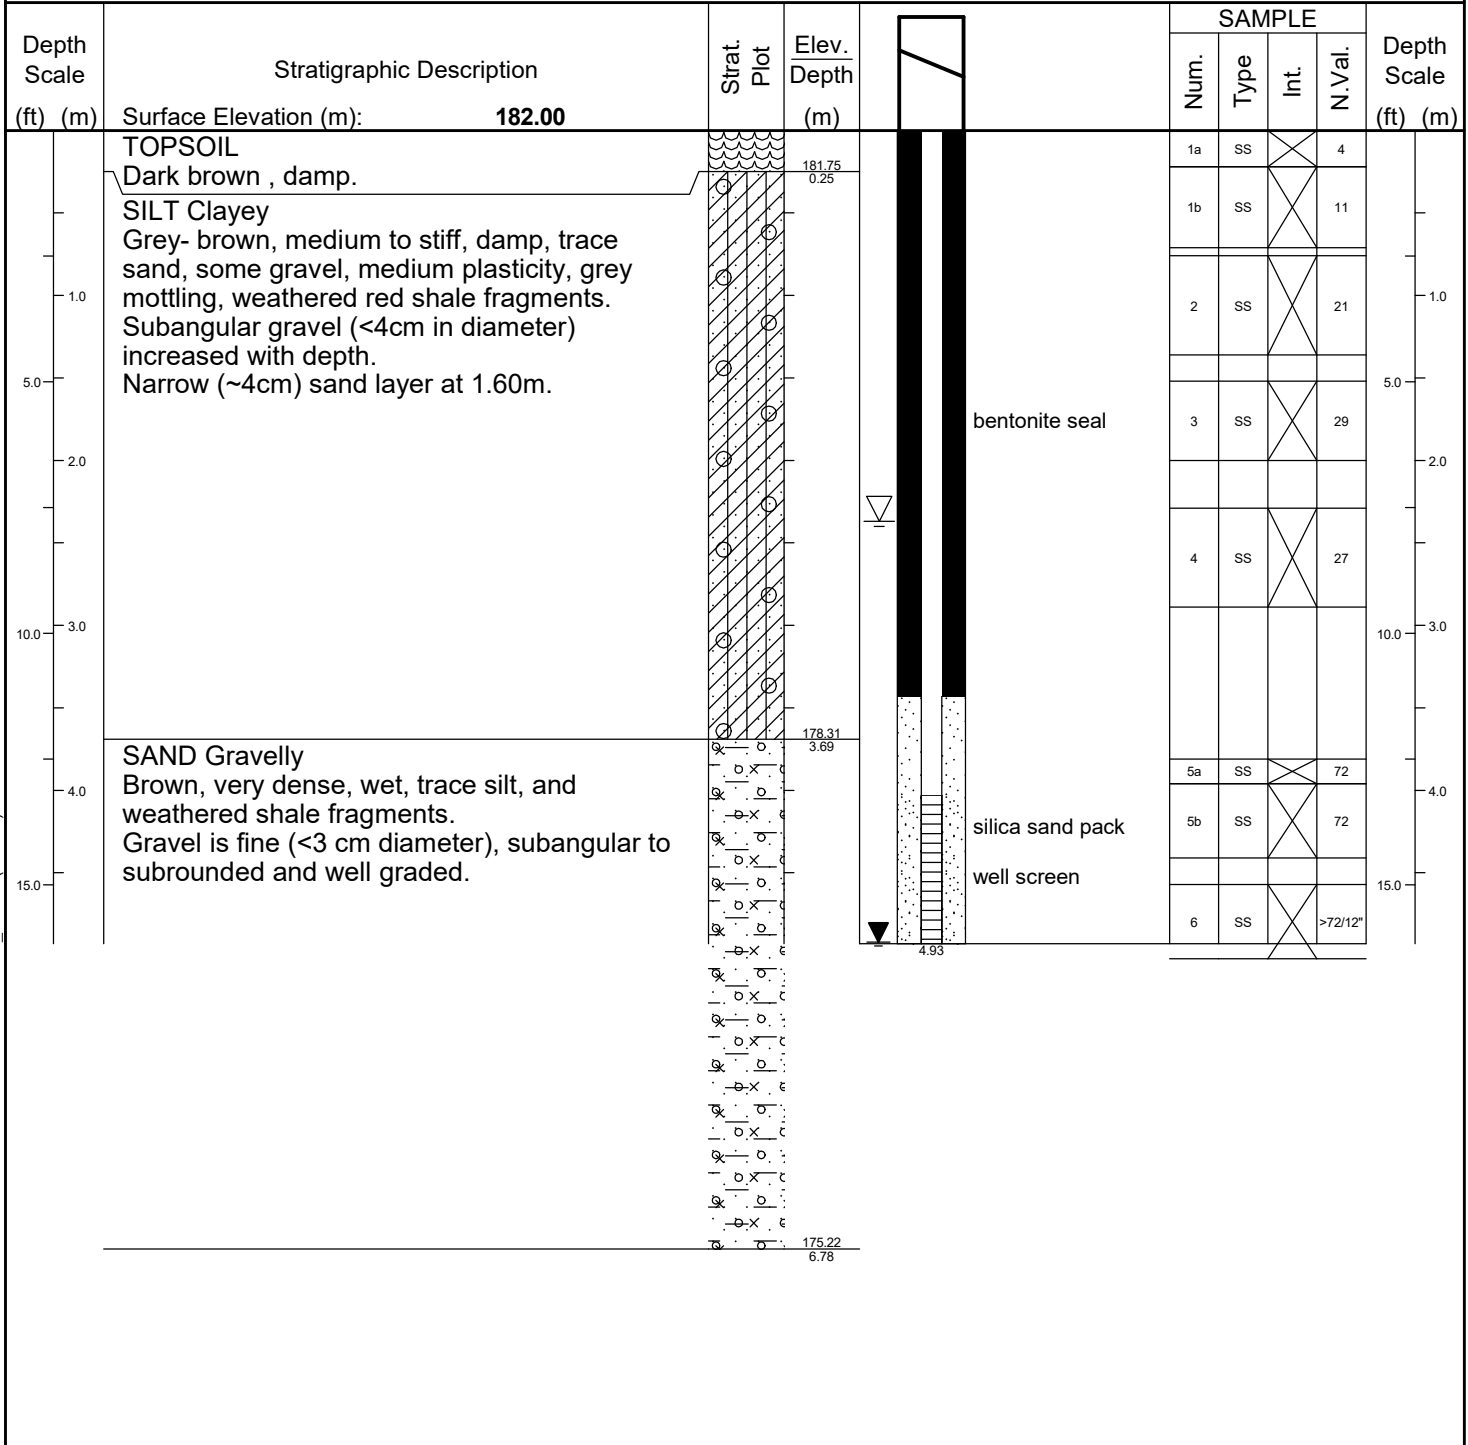 SAMPLE
Depth
Scale
(ft) (m)
Stratigraphic Description
Surface Elevation (m): 182.00
Strat.
Plot
Elev.
Depth
(m)
Num.
Type
Int.
N.Val.
Depth
Scale
(ft) (m)
TOPSOIL
Dark brown , damp.
181.75
0.25
SILT Clayey
Grey- brown, medium to stiff, damp, trace
sand, some gravel, medium plasticity, grey
mottling, weathered red shale fragments.
Subangular gravel (<4cm in diameter)
increased with depth.
Narrow (~4cm) sand layer at 1.60m.
178.31
3.69
SAND Gravelly
Brown, very dense, wet, trace silt, and
weathered shale fragments.
Gravel is fine (<3 cm diameter), subangular to
subrounded and well graded.
175.22
6.78
1.0
5.0
2.0
10.0
3.0
4.0
15.0
bentonite seal
silica sand pack
well screen
4.93
1a SS 4
1b SS 11
2 SS 21
3 SS 29
4 SS 27
5a SS 72
5b SS 72
6 SS >72/12"
1.0
5.0
2.0
10.0
3.0
4.0
15.0